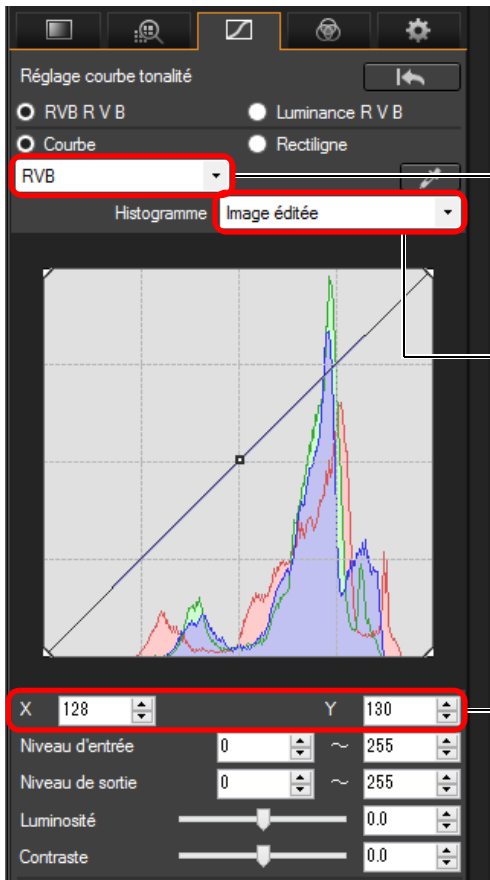 Réglage courbe tonalité
RVB R V B Luminance R V B
Courbe Rectiligne
RVB
Histogramme Image éditée
X 128 Y 130
Niveau d'entrée 0 ~ 255
Niveau de sortie 0 ~ 255
Luminosité 0.0
Contraste 0.0